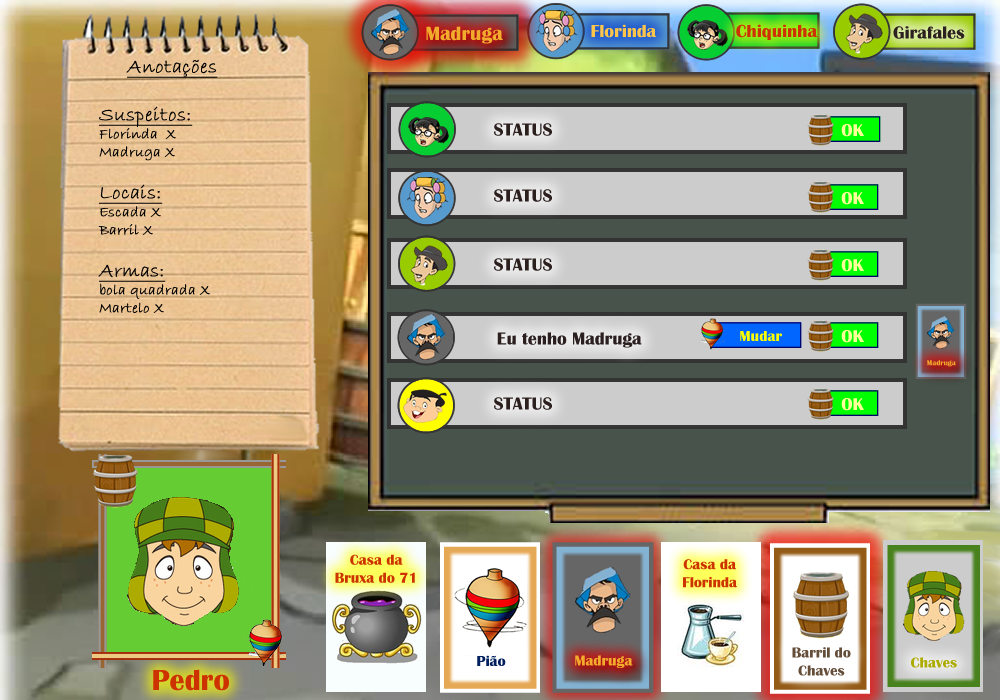 Anotações
Suspeitos:
Florinda X
Madruga X
Locais:
Escada X
Barril X
Armas:
bola quadrada X
Martelo X
Madruga
Florinda
Chiquinha
Girafales
STATUS
OK
STATUS
OK
STATUS
OK
Eu tenho Madruga
Mudar
OK
Madruga
STATUS
OK
Pedro
Casa da
Bruxa do 71
Pião
Madruga
Casa da
Florinda
Barril do
Chaves
Chaves